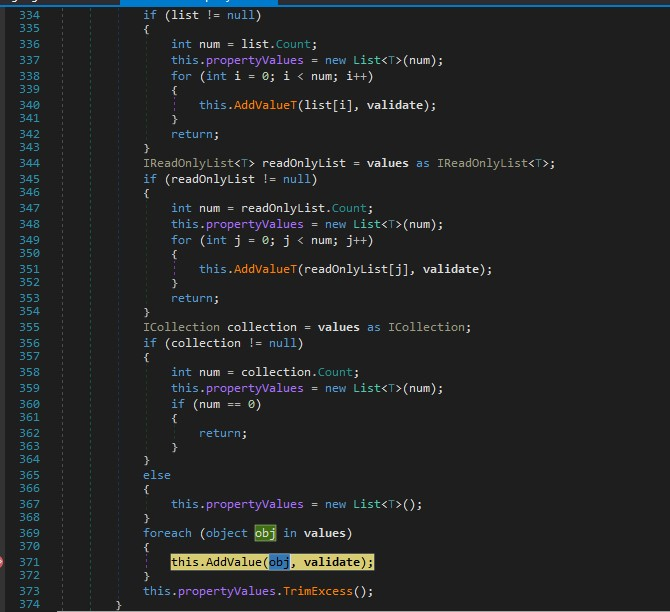 334 if (list != null)
335 {
336 int num = list.Count;
337 this.propertyValues = new List<T>(num);
338 for (int i = 0; i < num; i++)
339 {
340 this.AddValueT(list[i], validate);
341 }
342 return;
343 }
344 IReadOnlyList<T> readOnlyList = values as IReadOnlyList<T>;
345 if (readOnlyList != null)
346 {
347 int num = readOnlyList.Count;
348 this.propertyValues = new List<T>(num);
349 for (int j = 0; j < num; j++)
350 {
351 this.AddValueT(readOnlyList[j], validate);
352 }
353 return;
354 }
355 ICollection collection = values as ICollection;
356 if (collection != null)
357 {
358 int num = collection.Count;
359 this.propertyValues = new List<T>(num);
360 if (num == 0)
361 {
362 return;
363 }
364 }
365 else
366 {
367 this.propertyValues = new List<T>();
368 }
369 foreach (object obj in values)
370 {
371 this.AddValue(obj, validate);
372 }
373 this.propertyValues.TrimExcess();
374 }